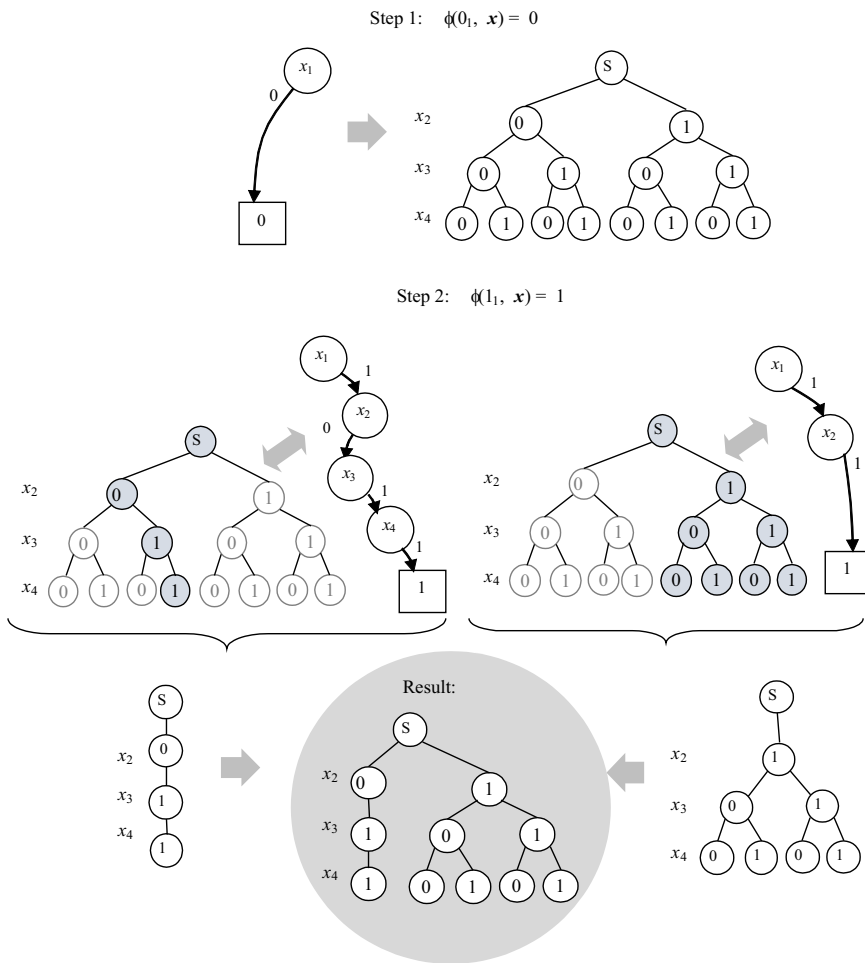 Step 1: ϕ(0₁, x) = 0
x₁
0
0
S
x₂ 0 1
x₃ 0 1 0 1
x₄ 0 1 0 1 0 1 0 1
Step 2: ϕ(1₁, x) = 1
x₁
1
x₂
0
x₃
1
x₄
1
1
S
x₂ 0 1
x₃ 0 1 0 1
x₄ 0 1 0 1 0 1 0 1
x₁
1
x₂
1
1
S
x₂ 0 1
x₃ 0 1 0 1
x₄ 0 1 0 1 0 1 0 1
S
x₂ 0
x₃ 1
x₄ 1
Result:
S
x₂ 0 1
x₃ 1 0 1
x₄ 1 0 1 0 1
S
x₂ 1
x₃ 0 1
x₄ 0 1 0 1